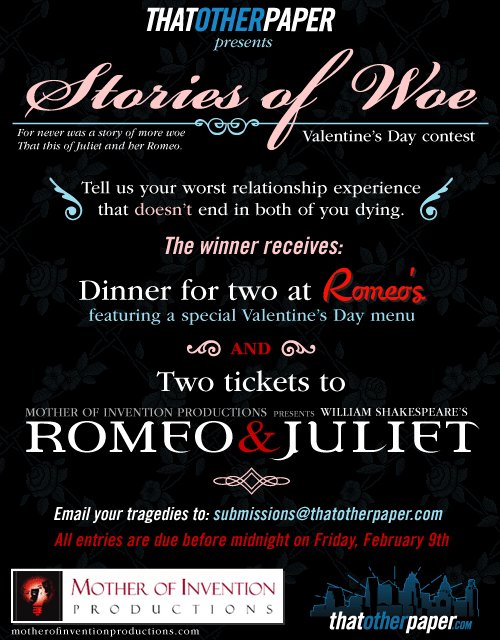 THATOTHERPAPER
presents
Stories of Woe
For never was a story of more woe
That this of Juliet and her Romeo.
Valentine's Day contest
Tell us your worst relationship experience
that doesn't end in both of you dying.
The winner receives:
Dinner for two at Romeo's
featuring a special Valentine's Day menu
AND
Two tickets to
MOTHER OF INVENTION PRODUCTIONS PRESENTS WILLIAM SHAKESPEARE'S
ROMEO & JULIET
Email your tragedies to: submissions@thatotherpaper.com
All entries are due before midnight on Friday, February 9th
MOTHER OF INVENTION
PRODUCTIONS
motherofinventionproductions.com
thatotherpaper.COM